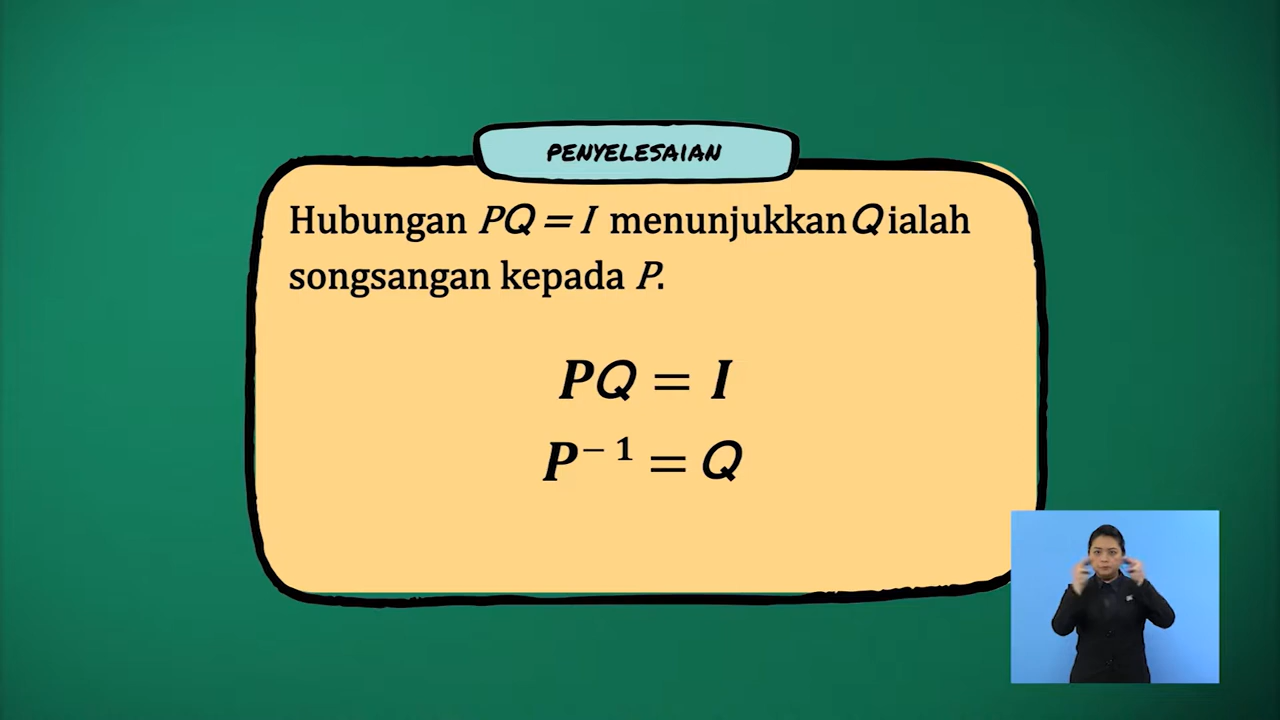 PENYELESAIAN
Hubungan PQ = I menunjukkan Q ialah
songsangan kepada P.
PQ = I
P⁻¹ = Q